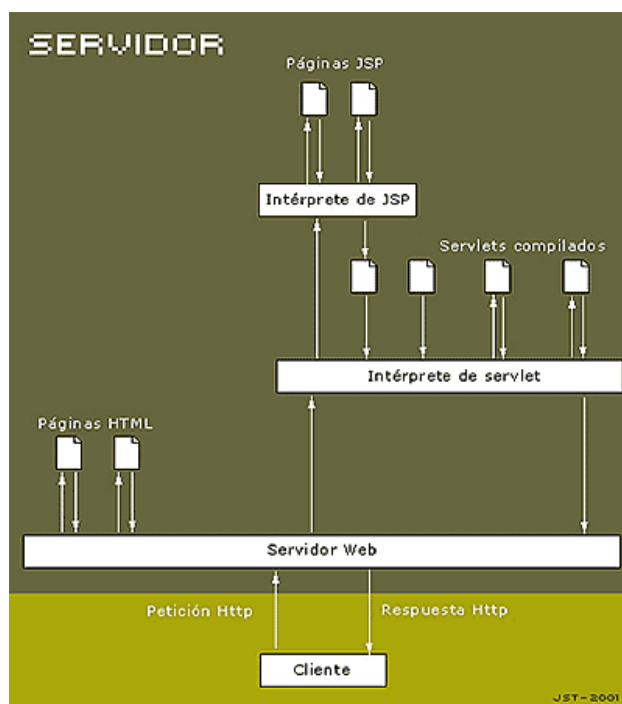 SERVIDOR
Páginas JSP
Intérprete de JSP
Servlets compilados
Intérprete de servlet
Páginas HTML
Servidor Web
Petición Http
Respuesta Http
Cliente
JST-2001